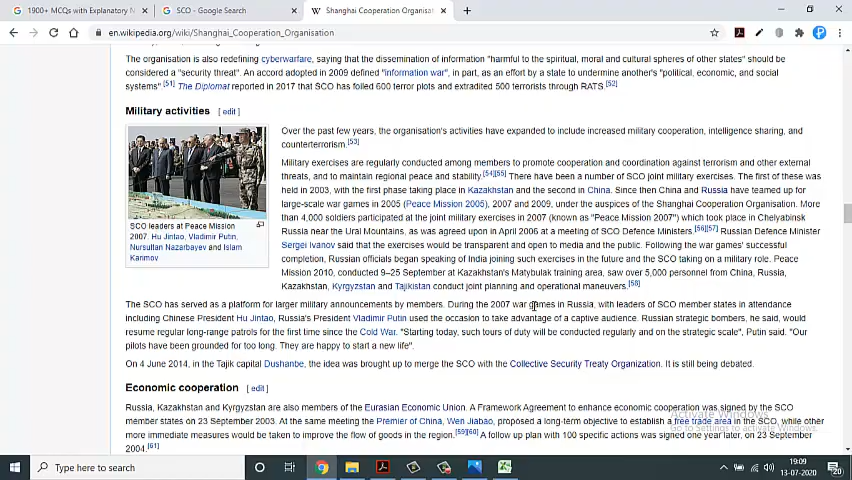 1900+ MCQs with Explanatory N
SCO - Google Search
Shanghai Cooperation Organisati
en.wikipedia.org/wiki/Shanghai_Cooperation_Organisation
The organisation is also redefining cyberwarfare, saying that the dissemination of information "harmful to the spiritual, moral and cultural spheres of other states" should be
considered a "security threat". An accord adopted in 2009 defined "information war", in part, as an effort by a state to undermine another's "political, economic, and social
systems".[51] The Diplomat reported in 2017 that SCO has foiled 600 terror plots and extradited 500 terrorists through RATS.[52]
Military activities [ edit ]
Over the past few years, the organisation's activities have expanded to include increased military cooperation, intelligence sharing, and
counterterrorism.[53]
Military exercises are regularly conducted among members to promote cooperation and coordination against terrorism and other external
threats, and to maintain regional peace and stability.[54][55] There have been a number of SCO joint military exercises. The first of these was
held in 2003, with the first phase taking place in Kazakhstan and the second in China. Since then China and Russia have teamed up for
large-scale war games in 2005 (Peace Mission 2005), 2007 and 2009, under the auspices of the Shanghai Cooperation Organisation. More
than 4,000 soldiers participated at the joint military exercises in 2007 (known as "Peace Mission 2007") which took place in Chelyabinsk
Russia near the Ural Mountains, as was agreed upon in April 2006 at a meeting of SCO Defence Ministers.[56][57] Russian Defence Minister
Sergei Ivanov said that the exercises would be transparent and open to media and the public. Following the war games' successful
completion, Russian officials began speaking of India joining such exercises in the future and the SCO taking on a military role. Peace
Mission 2010, conducted 9–25 September at Kazakhstan's Matybulak training area, saw over 5,000 personnel from China, Russia,
Kazakhstan, Kyrgyzstan and Tajikistan conduct joint planning and operational maneuvers.[58]
SCO leaders at Peace Mission
2007. Hu Jintao, Vladimir Putin,
Nursultan Nazarbayev and Islam
Karimov
The SCO has served as a platform for larger military announcements by members. During the 2007 war games in Russia, with leaders of SCO member states in attendance
including Chinese President Hu Jintao, Russia's President Vladimir Putin used the occasion to take advantage of a captive audience. Russian strategic bombers, he said, would
resume regular long-range patrols for the first time since the Cold War. "Starting today, such tours of duty will be conducted regularly and on the strategic scale", Putin said. "Our
pilots have been grounded for too long. They are happy to start a new life".
On 4 June 2014, in the Tajik capital Dushanbe, the idea was brought up to merge the SCO with the Collective Security Treaty Organization. It is still being debated.
Economic cooperation [ edit ]
Russia, Kazakhstan and Kyrgyzstan are also members of the Eurasian Economic Union. A Framework Agreement to enhance economic cooperation was signed by the SCO
member states on 23 September 2003. At the same meeting the Premier of China, Wen Jiabao, proposed a long-term objective to establish a free trade area in the SCO, while other
more immediate measures would be taken to improve the flow of goods in the region.[59][60] A follow up plan with 100 specific actions was signed one year later, on 23 September
2004.[61]
Activate Windows
Go to Settings to activate Windows.
Type here to search
19:09
13-07-2020
20